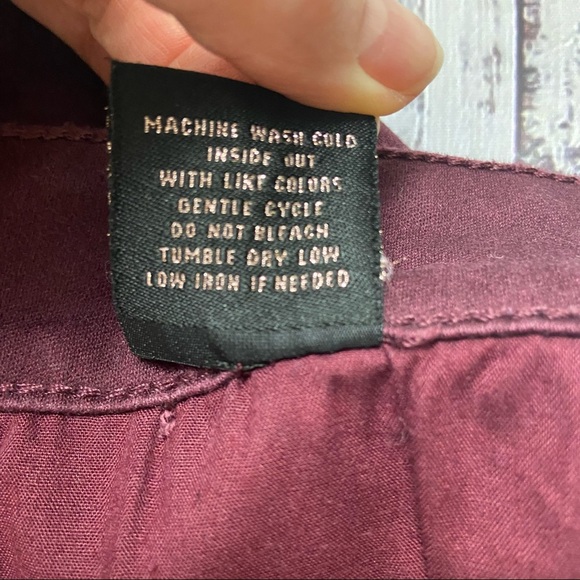 MACHINE WASH COLD
INSIDE OUT
WITH LIKE COLORS
GENTLE CYCLE
DO NOT BLEACH
TUMBLE DRY LOW
LOW IRON IF NEEDED